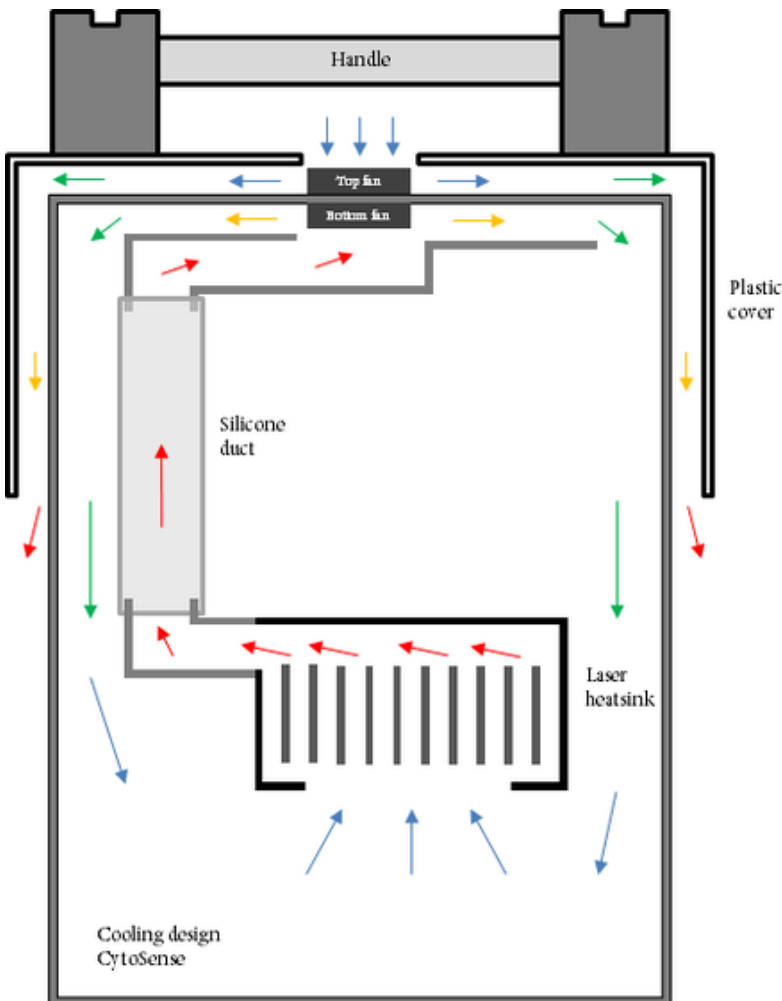 Handle
Top fan
Bottom fan
Plastic
cover
Silicone
duct
Laser
heatsink
Cooling design
CytoSense